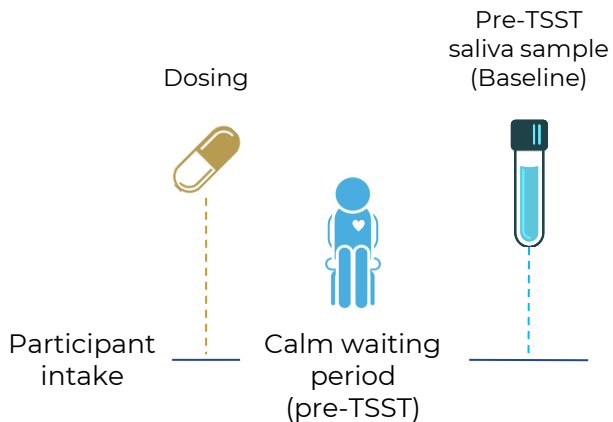 Pre-TSST
saliva sample
(Baseline)
Dosing
Participant
intake
Calm waiting
period
(pre-TSST)